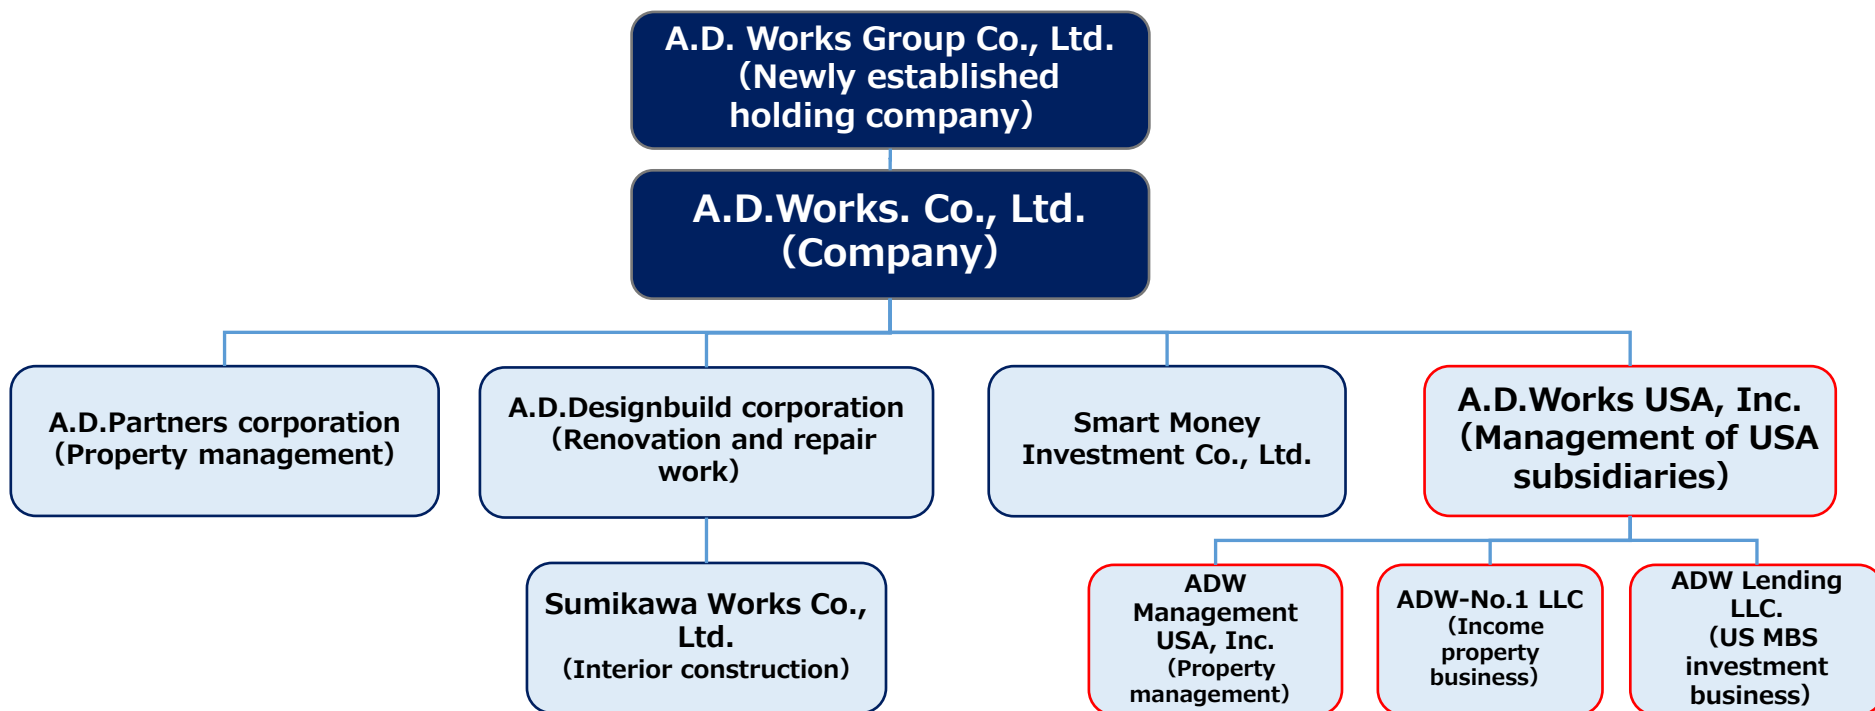 A.D. Works Group Co., Ltd.
（Newly established
holding company）
A.D.Works. Co., Ltd.
（Company）
A.D.Partners corporation
（Property management）
A.D.Designbuild corporation
（Renovation and repair
work）
Smart Money
Investment Co., Ltd.
A.D.Works USA, Inc.
（Management of USA
subsidiaries）
Sumikawa Works Co.,
Ltd.
（Interior construction）
ADW
Management
USA, Inc.
（Property
management）
ADW-No.1 LLC
（Income
property
business）
ADW Lending
LLC.
（US MBS
investment
business）